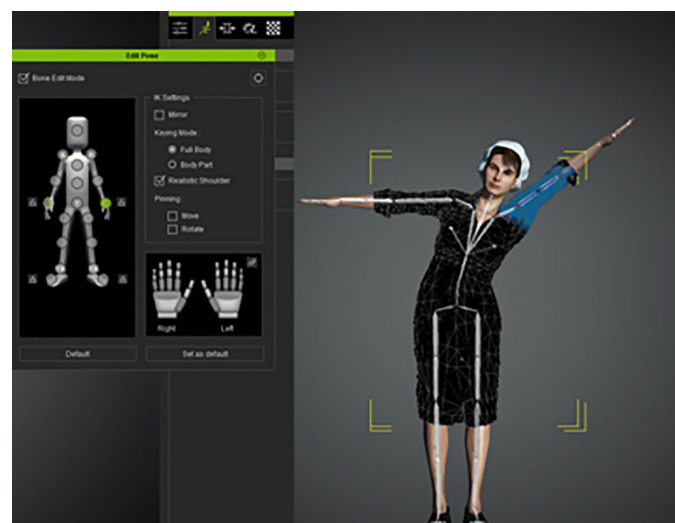 Edit Pose
Bone Edit Mode
IK Settings
Mirror
Keying Mode :
Full Body
Body Part
Realistic Shoulder
Pinning
Move
Rotate
Right
Left
Default
Set as default